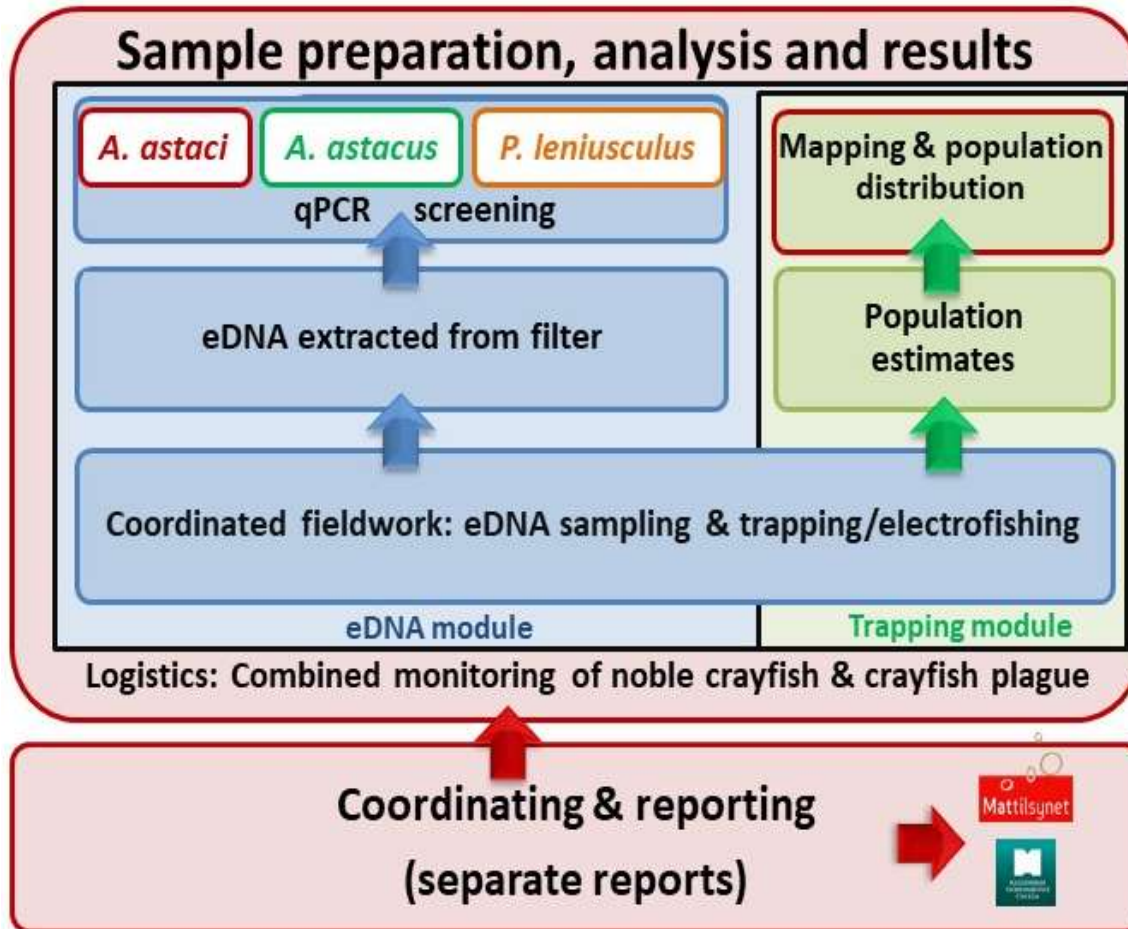 Sample preparation, analysis and results
A. astaci
A. astacus
P. leniusculus
qPCR screening
Mapping & population
distribution
eDNA extracted from filter
Population
estimates
Coordinated fieldwork: eDNA sampling & trapping/electrofishing
eDNA module
Trapping module
Logistics: Combined monitoring of noble crayfish & crayfish plague
Coordinating & reporting
(separate reports)
Mattilsynet